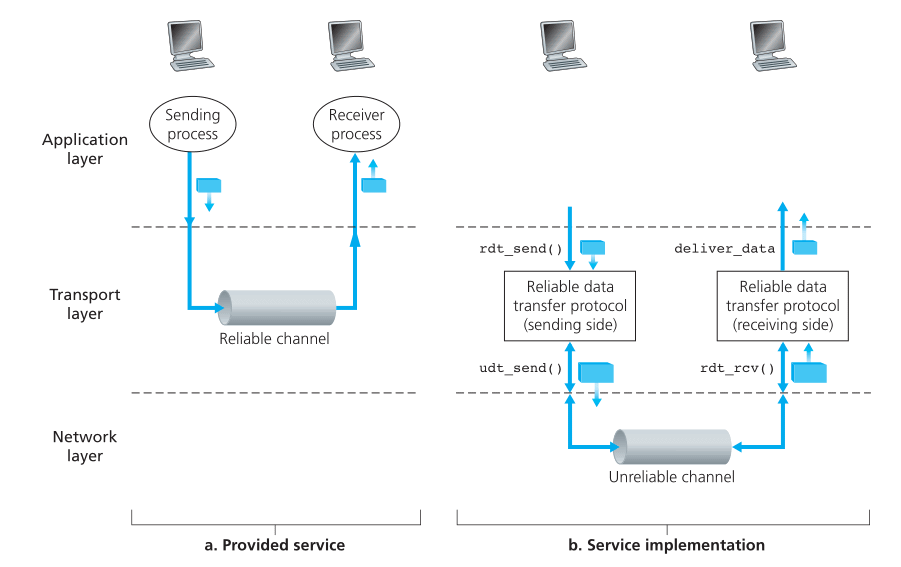 Sending
process
Receiver
process
Application
layer
rdt_send()
deliver_data
Transport
layer
Reliable channel
Reliable data
transfer protocol
(sending side)
Reliable data
transfer protocol
(receiving side)
udt_send()
rdt_rcv()
Network
layer
Unreliable channel
a. Provided service
b. Service implementation